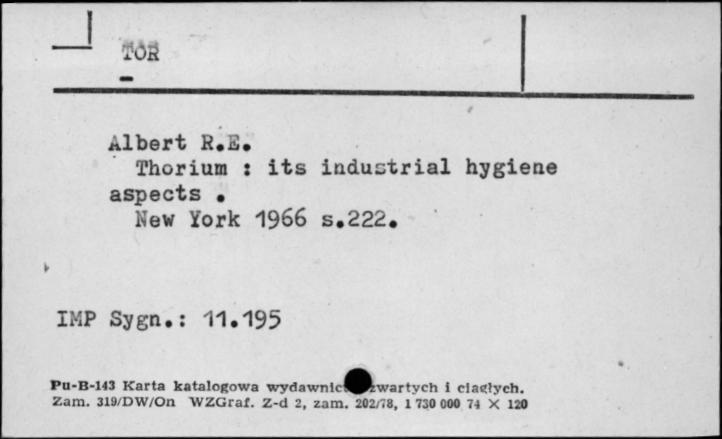 TOR
Albert R.E.
Thorium : its industrial hygiene
aspects .
New York 1966 s.222.
IMP Sygn.: 11.195
Pu-B-143 Karta katalogowa wydawnic zwartych i ciągłych.
Zam. 319/DW/On WZGraf. Z-d 2, zam. 202/78, 1 730 000 74 X 120